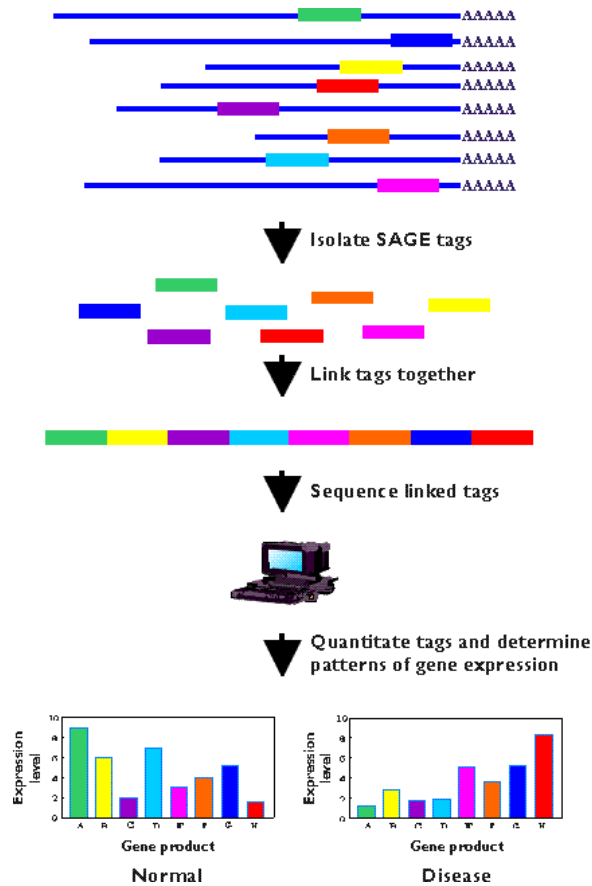 AAAAA
AAAAA
AAAAA
AAAAA
AAAAA
AAAAA
AAAAA
AAAAA
Isolate SAGE tags
Link tags together
Sequence linked tags
Quantitate tags and determine
patterns of gene expression
Expression
level
10
8
6
4
2
0
A B C D E F G H
Gene product
Normal
Expression
level
10
8
6
4
2
0
A B C D E F G H
Gene product
Disease